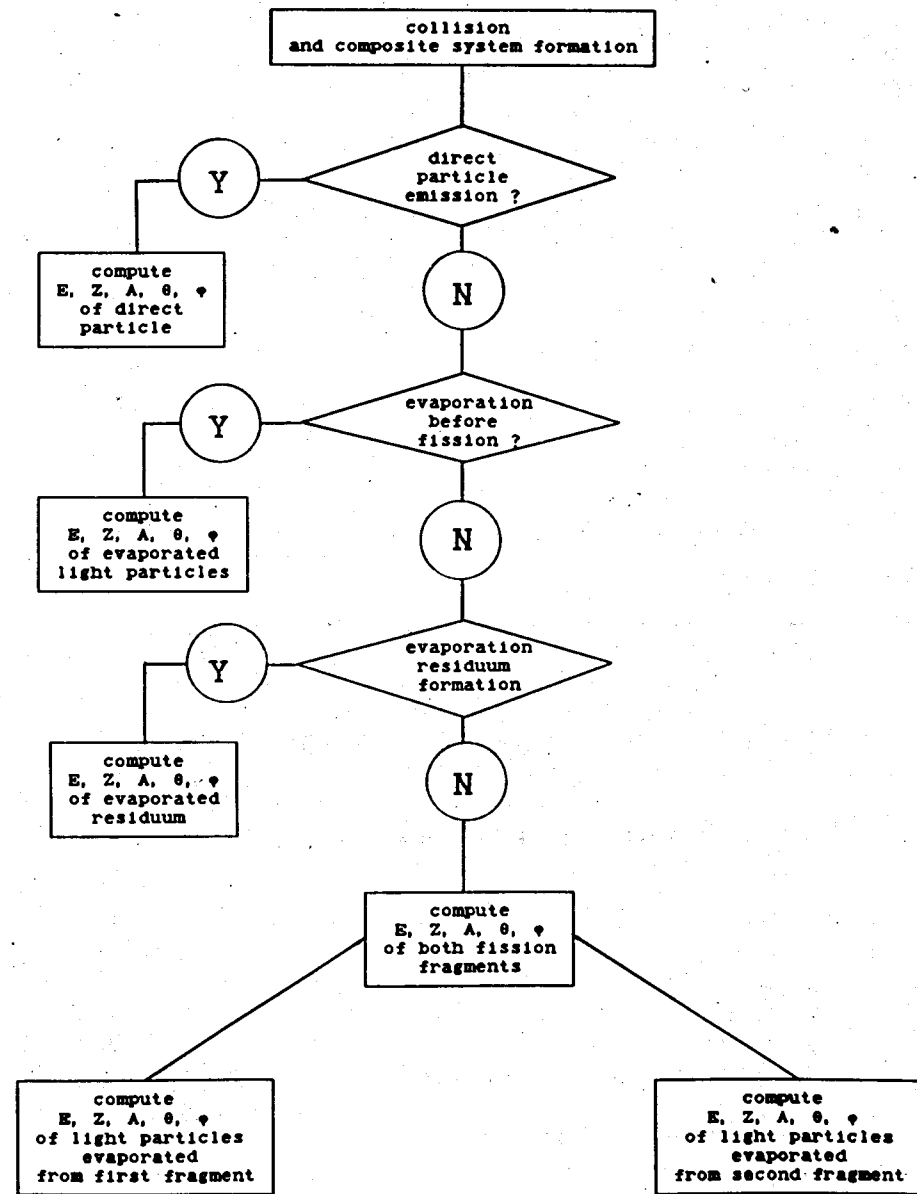 collision
and composite system formation
direct
particle
emission ?
Y
compute
E, Z, A, θ, φ
of direct
particle
N
evaporation
before
fission ?
Y
compute
E, Z, A, θ, φ
of evaporated
light particles
N
evaporation
residuum
formation
Y
compute
E, Z, A, θ, φ
of evaporated
residuum
N
compute
E, Z, A, θ, φ
of both fission
fragments
compute
E, Z, A, θ, φ
of light particles
evaporated
from first fragment
compute
E, Z, A, θ, φ
of light particles
evaporated
from second fragment